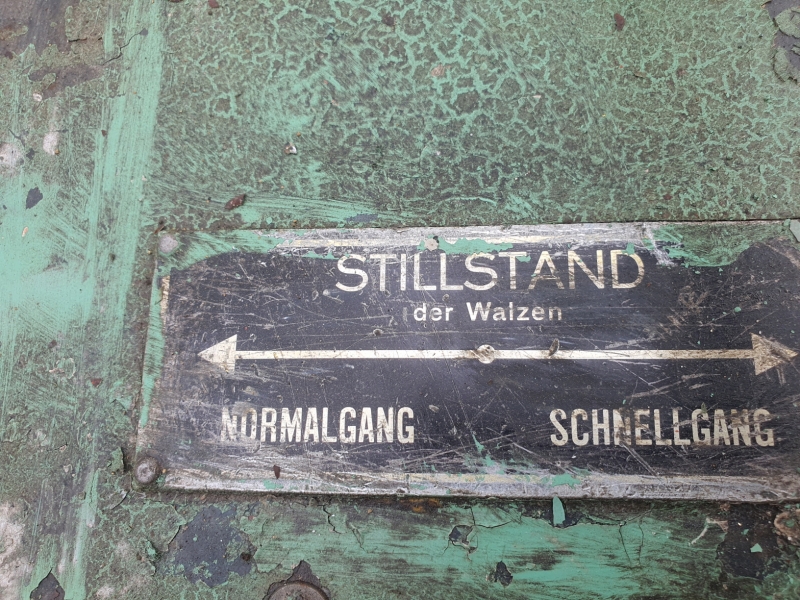 STILLSTAND
der Walzen
NORMALGANG SCHNELLGANG